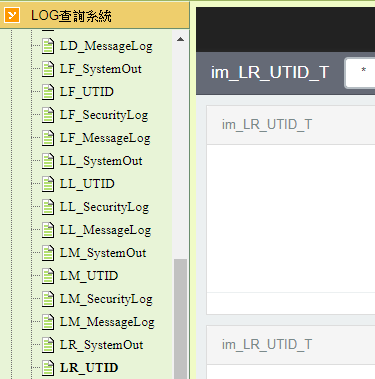 LOG查詢系統
LD_MessageLog
LF_SystemOut
LF_UTID
LF_SecurityLog
LF_MessageLog
LL_SystemOut
LL_UTID
LL_SecurityLog
LL_MessageLog
LM_SystemOut
LM_UTID
LM_SecurityLog
LM_MessageLog
LR_SystemOut
LR_UTID
im_LR_UTID_T *
im_LR_UTID_T
im_LR_UTID_T